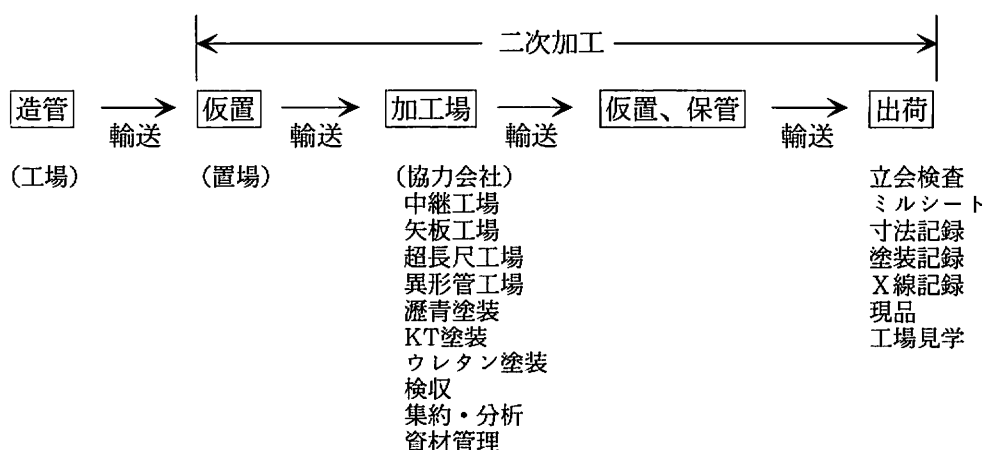 二次加工
造管 仮置 加工場 仮置、保管 出荷
輸送 輸送 輸送 輸送
(工場) (置場) (協力会社) 立会検査
中継工場 ミルシート
矢板工場 寸法記録
超長尺工場 塗装記録
異形管工場 X線記録
瀝青塗装 現品
KT塗装 工場見学
ウレタン塗装
検収
集約・分析
資材管理